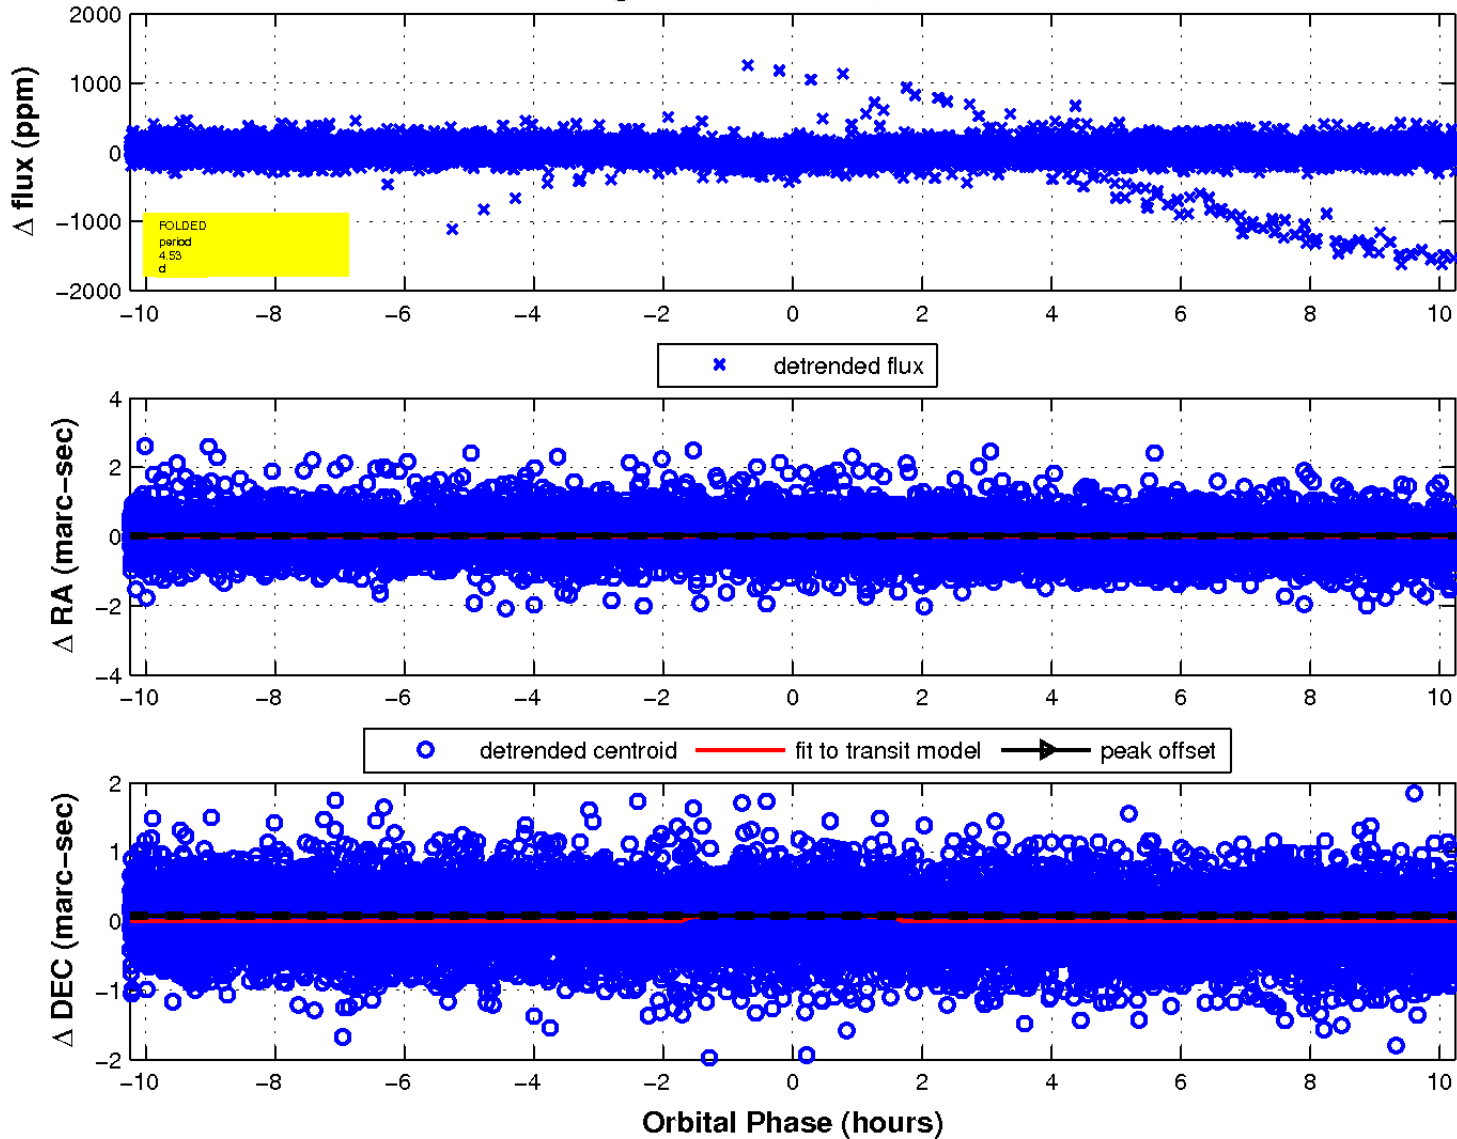 2000
1000
0
−1000
−2000
Δ flux (ppm)
FOLDED
period
4.53
d
−10 −8 −6 −4 −2 0 2 4 6 8 10
detrended flux
4
2
0
−2
−4
Δ RA (marc−sec)
−10 −8 −6 −4 −2 0 2 4 6 8 10
detrended centroid fit to transit model peak offset
2
1
0
−1
−2
Δ DEC (marc−sec)
−10 −8 −6 −4 −2 0 2 4 6 8 10
Orbital Phase (hours)